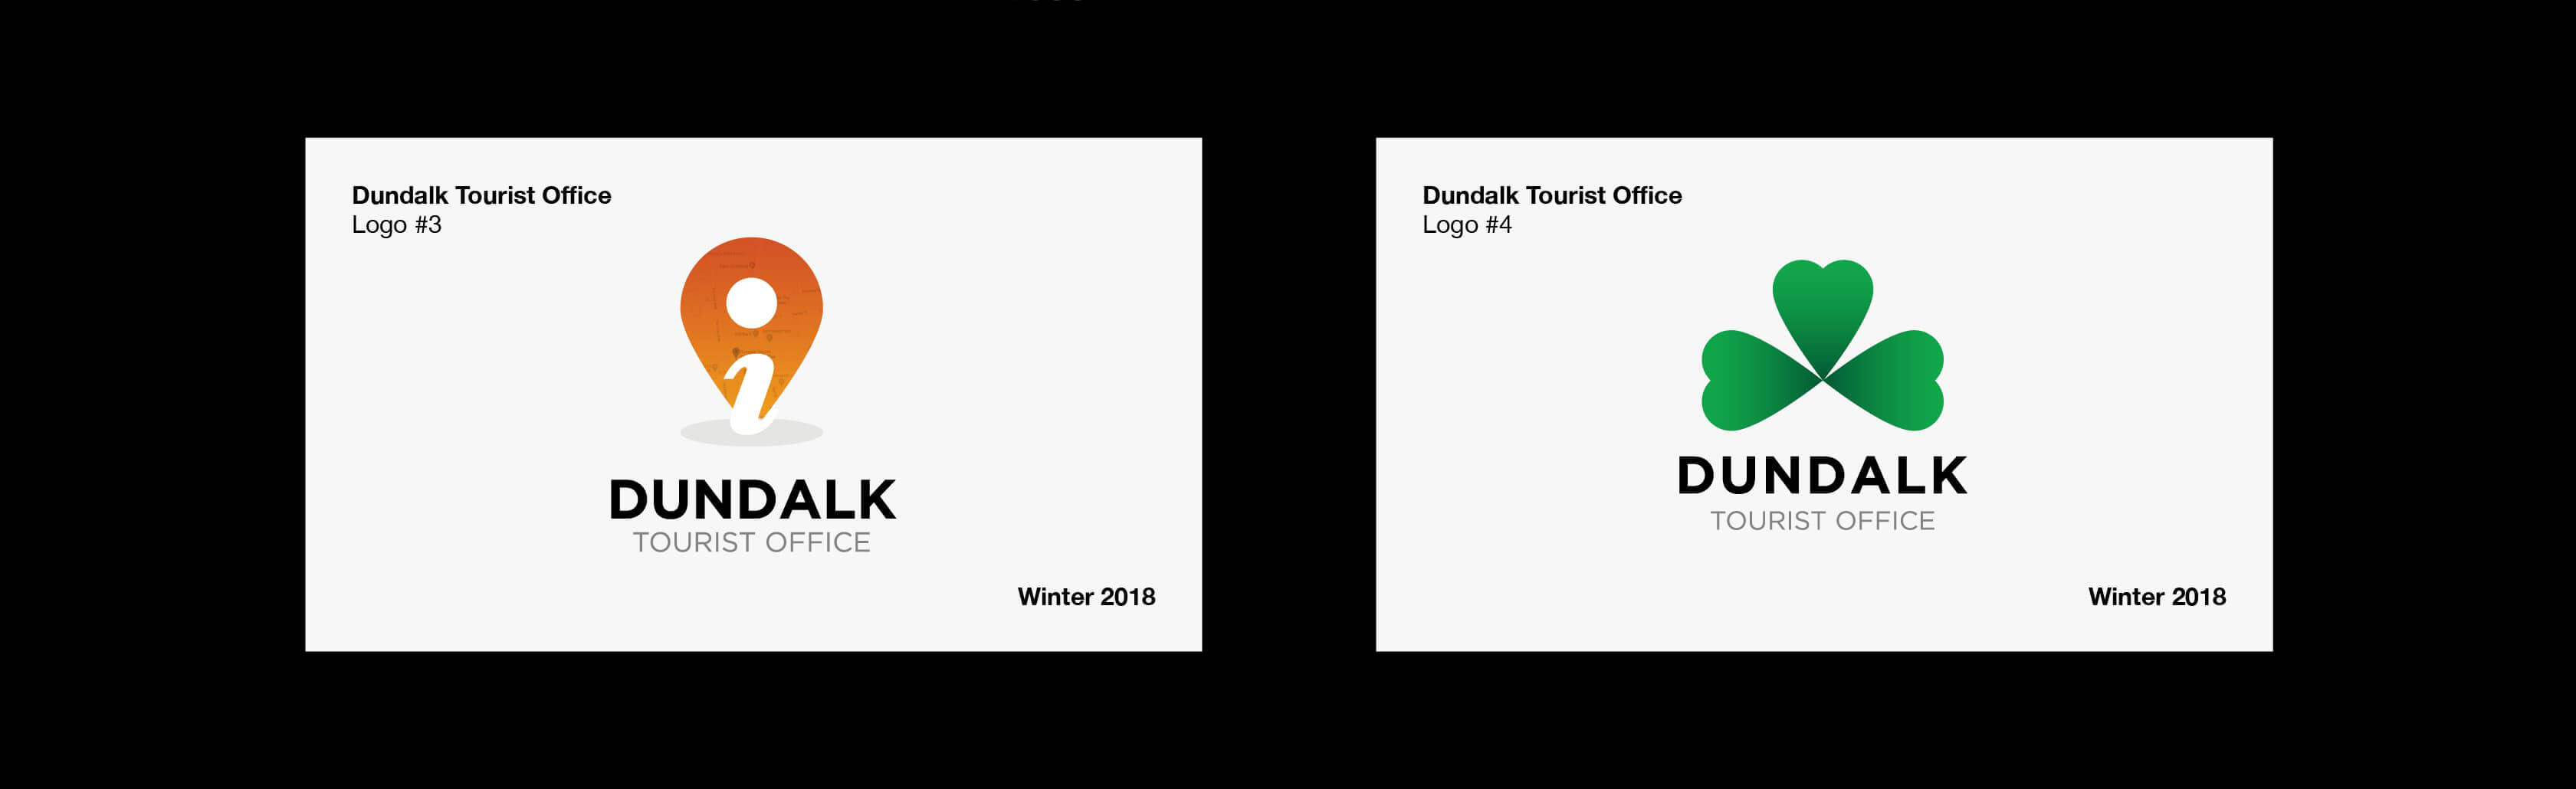 Dundalk Tourist Office
Logo #3
i
DUNDALK
TOURIST OFFICE
Winter 2018
Dundalk Tourist Office
Logo #4
DUNDALK
TOURIST OFFICE
Winter 2018